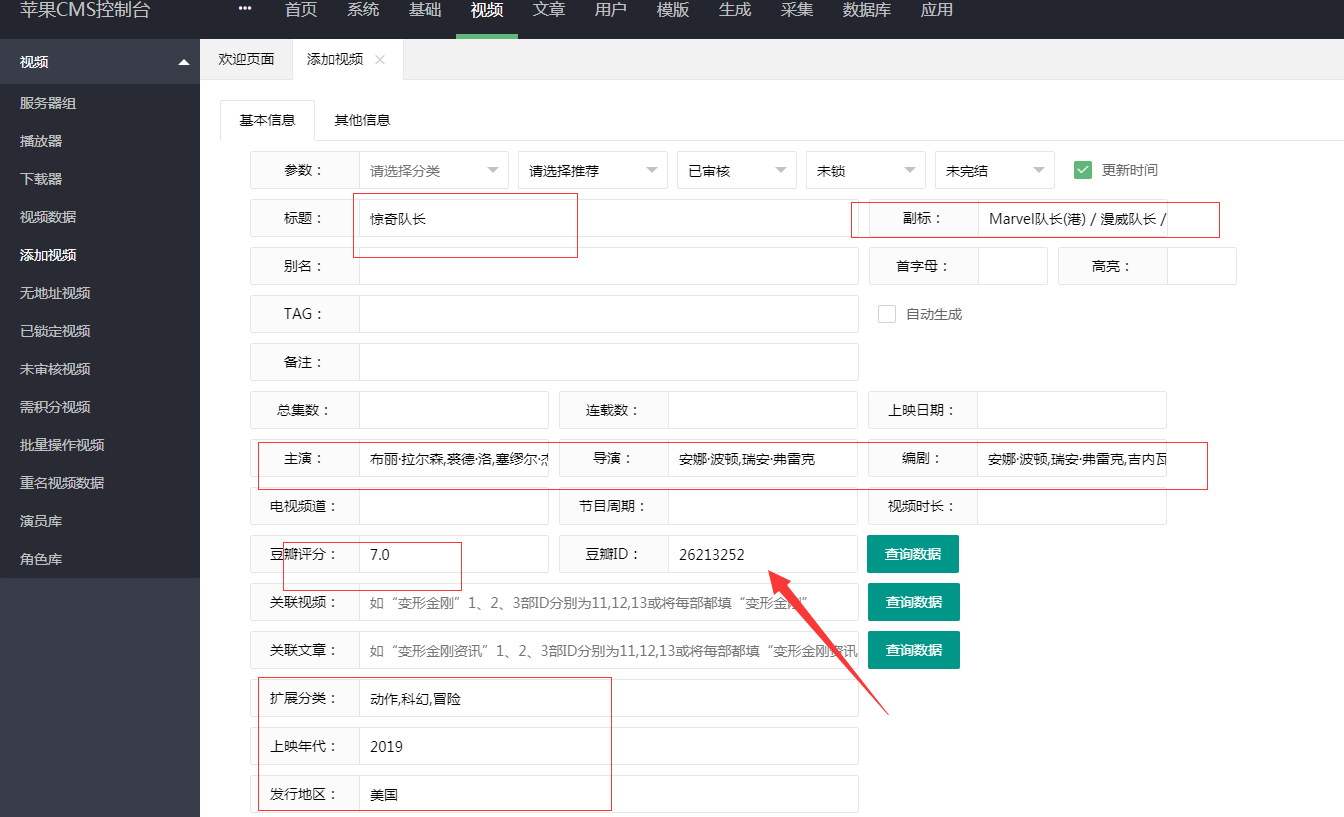 苹果CMS控制台 ··· 首页 系统 基础 视频 文章 用户 模版 生成 采集 数据库 应用
视频
服务器组
播放器
下载器
视频数据
添加视频
无地址视频
已锁定视频
未审核视频
需积分视频
批量操作视频
重名视频数据
演员库
角色库
欢迎页面 添加视频
基本信息 其他信息
参数： 请选择分类 请选择推荐 已审核 未锁 未完结 更新时间
标题： 惊奇队长 副标： Marvel队长(港) / 漫威队长 /
别名： 首字母： 高亮：
TAG： 自动生成
备注：
总集数： 连载数： 上映日期：
主演： 布丽·拉尔森,裘德·洛,塞缪尔·杰 导演： 安娜·波顿,瑞安·弗雷克 编剧： 安娜·波顿,瑞安·弗雷克,吉内瓦
电视频道： 节目周期： 视频时长：
豆瓣评分： 7.0 豆瓣ID： 26213252 查询数据
关联视频： 如“变形金刚”1、2、3部ID分别为11,12,13或将每部都填“变形金刚” 查询数据
关联文章： 如“变形金刚资讯”1、2、3部ID分别为11,12,13或将每部都填“变形金刚资讯 查询数据
扩展分类： 动作,科幻,冒险
上映年代： 2019
发行地区： 美国